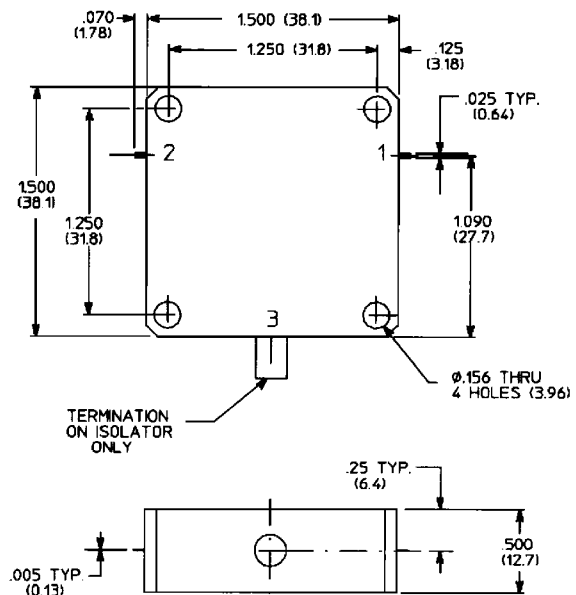 .070
(1.78)
1.500 (38.1)
1.250
(31.8)
.125
(3.18)
.025 TYP.
(0.64)
2
1
1.500
(38.1)
1.250
(31.8)
1.090
(27.7)
3
Ø.156 THRU
4 HOLES (3.96)
TERMINATION
ON ISOLATOR
ONLY
.25 TYP.
(6.4)
.500
(12.7)
.005 TYP.
(0.13)